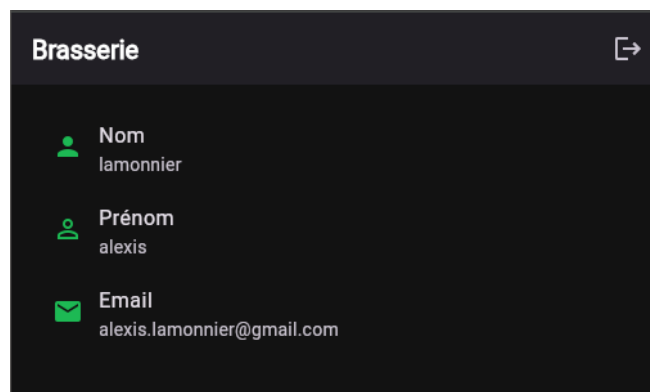 Brasserie
Nom
lamonnier
Prénom
alexis
Email
alexis.lamonnier@gmail.com